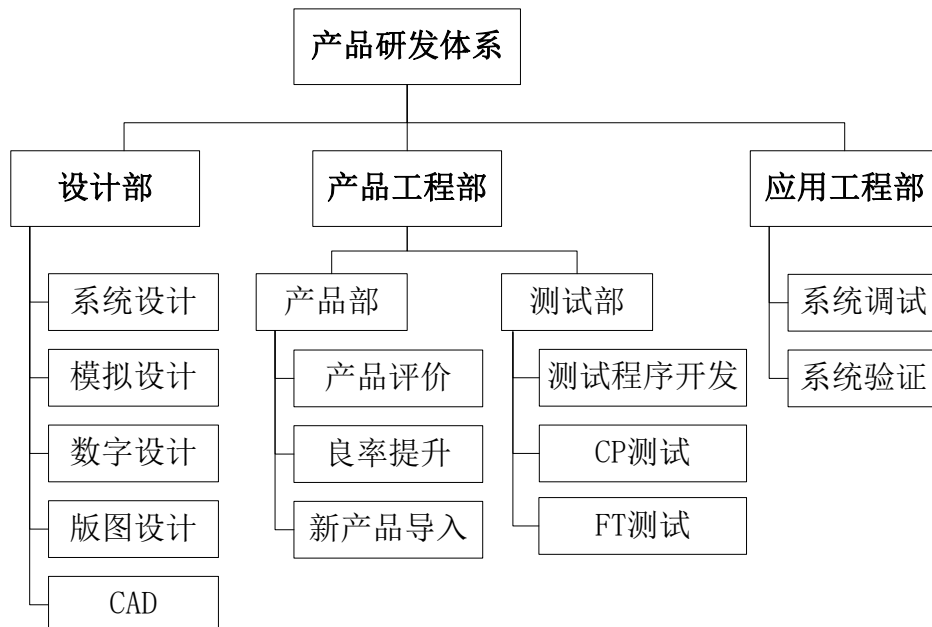 产品研发体系
设计部
产品工程部
应用工程部
系统设计
模拟设计
数字设计
版图设计
CAD
产品部
产品评价
良率提升
新产品导入
测试部
测试程序开发
CP测试
FT测试
系统调试
系统验证